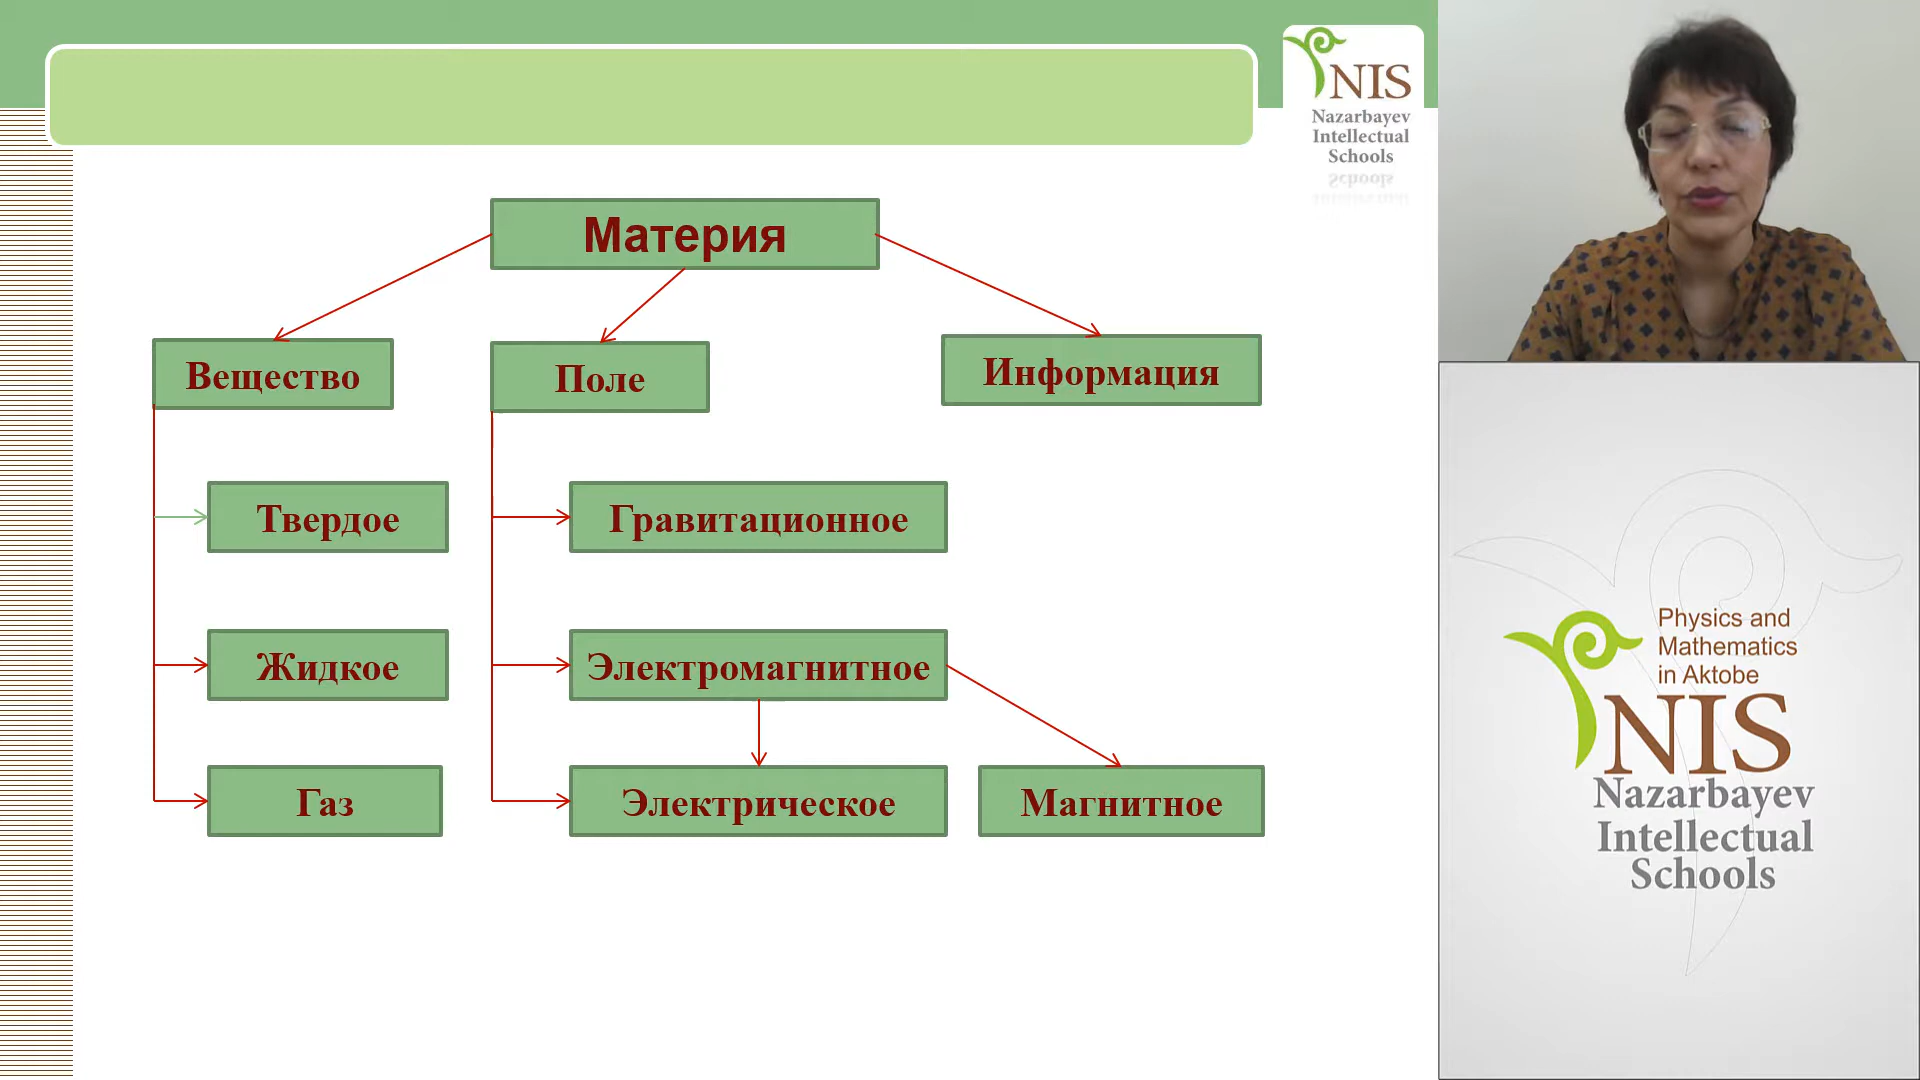 NIS
Nazarbayev
Intellectual
Schools
Материя
Вещество
Поле
Информация
Твердое
Гравитационное
Жидкое
Электромагнитное
Газ
Электрическое
Магнитное
Physics and
Mathematics
in Aktobe
NIS
Nazarbayev
Intellectual
Schools